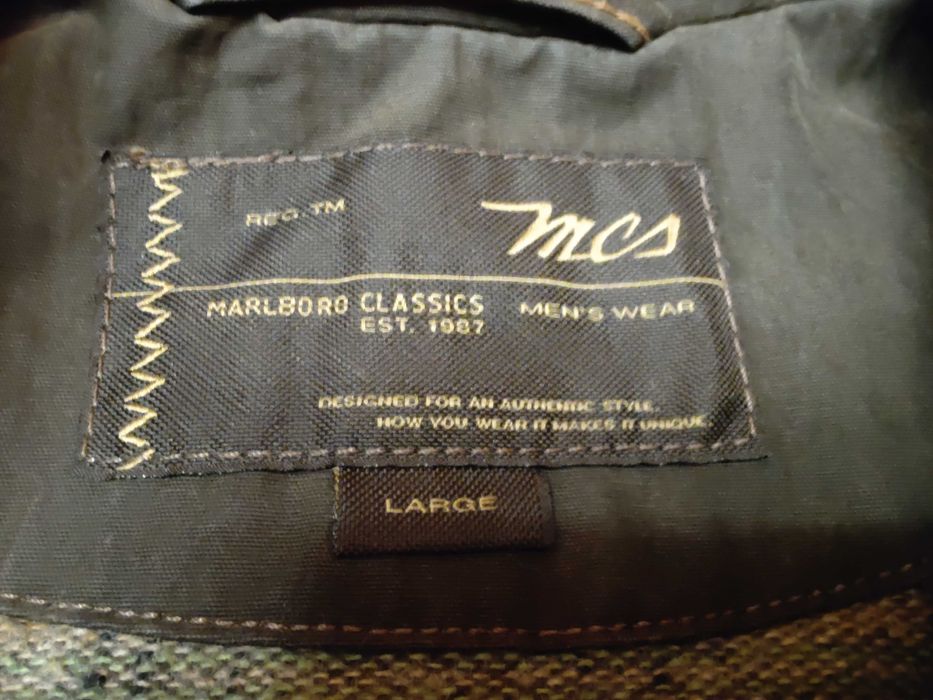 REG. TM
mcs
MARLBORO CLASSICS MEN'S WEAR
EST. 1987
DESIGNED FOR AN AUTHENTIC STYLE.
HOW YOU WEAR IT MAKES IT UNIQUE.
LARGE